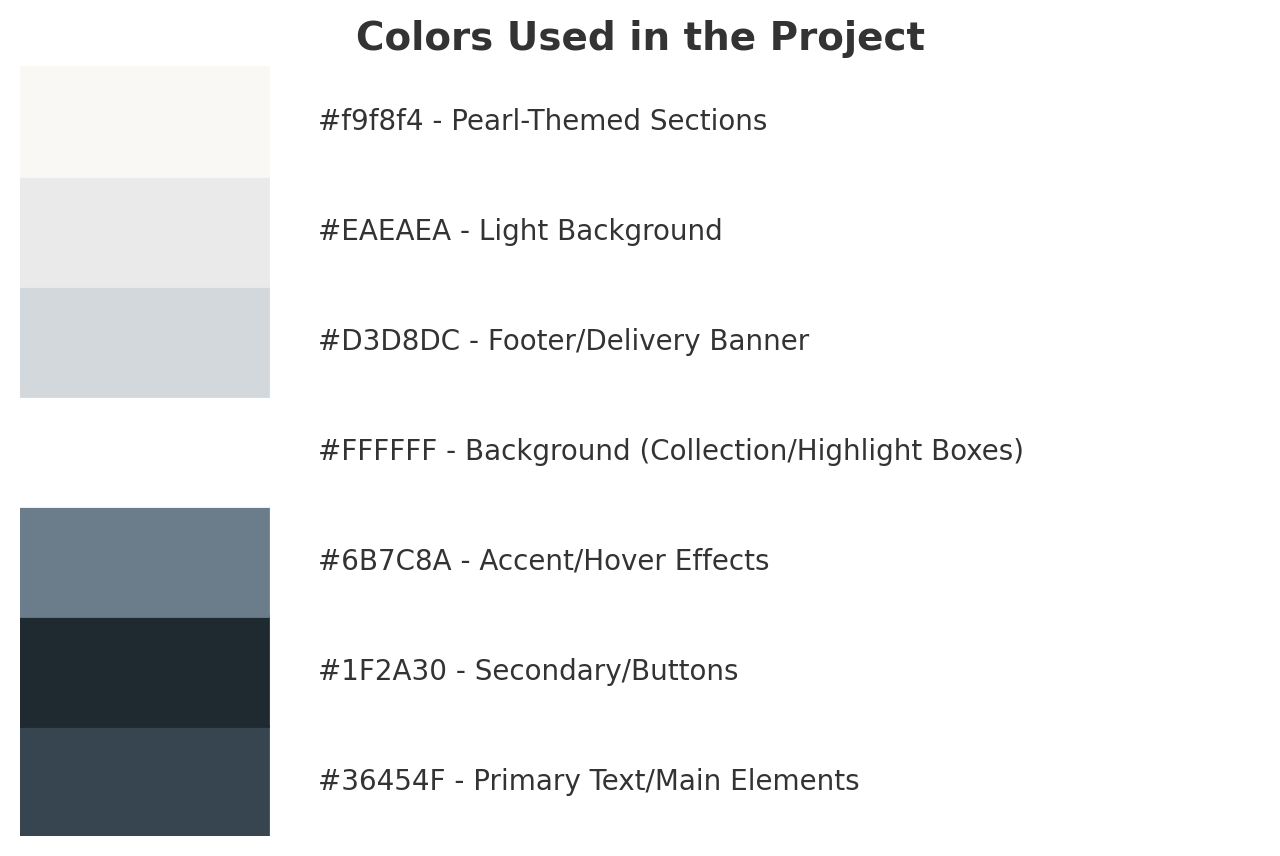 Colors Used in the Project
#f9f8f4 - Pearl-Themed Sections
#EAEAEA - Light Background
#D3D8DC - Footer/Delivery Banner
#FFFFFF - Background (Collection/Highlight Boxes)
#6B7C8A - Accent/Hover Effects
#1F2A30 - Secondary/Buttons
#36454F - Primary Text/Main Elements